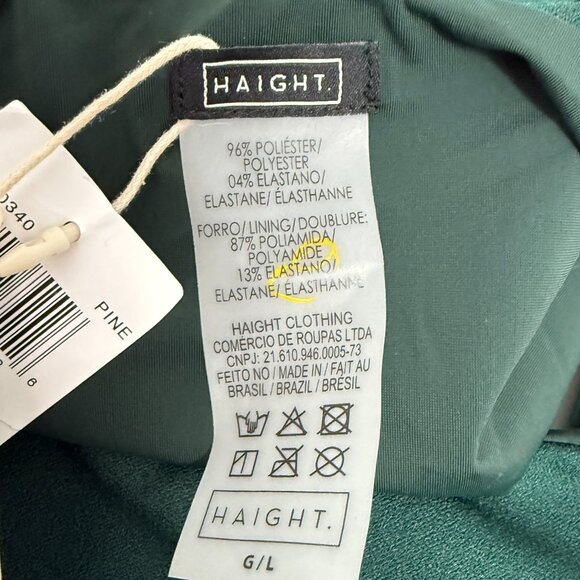 HAIGHT.
96% POLIÉSTER/
POLYESTER
04% ELASTANO/
ELASTANE/ ÉLASTHANNE
FORRO/ LINING/ DOUBLURE:
87% POLIAMIDA/
POLYAMIDE
13% ELASTANO/
ELASTANE/ ÉLASTHANNE
HAIGHT CLOTHING
COMÉRCIO DE ROUPAS LTDA
CNPJ: 21.610.946.0005-73
FEITO NO / MADE IN / FAIT AU
BRASIL / BRAZIL / BRÉSIL
HAIGHT.
G/L
0340
PINE
6